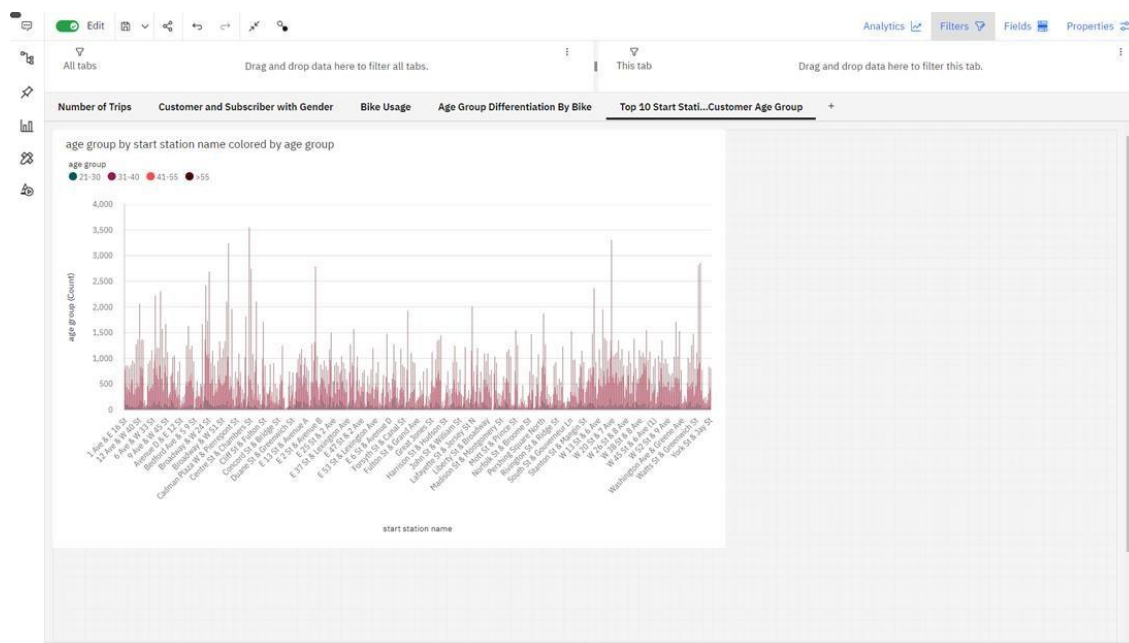 Edit
Analytics
Filters
Fields
Properties
All tabs
Drag and drop data here to filter all tabs.
This tab
Drag and drop data here to filter this tab.
Number of Trips
Customer and Subscriber with Gender
Bike Usage
Age Group Differentiation By Bike
Top 10 Start Stati...Customer Age Group
+
age group by start station name colored by age group
age group
21-30
31-40
41-55
>55
4,000
3,500
3,000
2,500
2,000
1,500
1,000
500
0
age group (Count)
1 Ave & E 16 St
12 Ave & W 40 St
6 Ave & W 33 St
9 Ave & W 45 St
Avenue D & E 12 St
Bedford Ave & S 9 St
Broadway & W 24 St
Broadway & W 51 St
Cadman Plaza W & Pierrepont St
Centre St & Chambers St
Cliff St & Fulton St
Concord St & Bridge St
Duane St & Greenwich St
E 13 St & Avenue A
E 2 St & Avenue B
E 25 St & 2 Ave
E 37 St & Lexington Ave
E 47 St & 2 Ave
E 53 St & Lexington Ave
E 6 St & Avenue D
Forsyth St & Canal St
Fulton St & Grand Ave
Great Jones St
Harrison St & Hudson St
John St & William St
Lafayette St & Jersey St N
Liberty St & Broadway
Madison St & Montgomery St
Mott St & Prince St
Norfolk St & Broome St
Pershing Square North
Rivington St & Ridge St
South St & Gouverneur Ln
Stanton St & Mangin St
W 13 St & 6 Ave
W 20 St & 7 Ave
W 26 St & 8 Ave
W 38 St & 8 Ave
W 45 St & 6 Ave (1)
W 52 St & 9 Ave
Washington Ave & Greene Ave
Watts St & Greenwich St
York St & Jay St
start station name